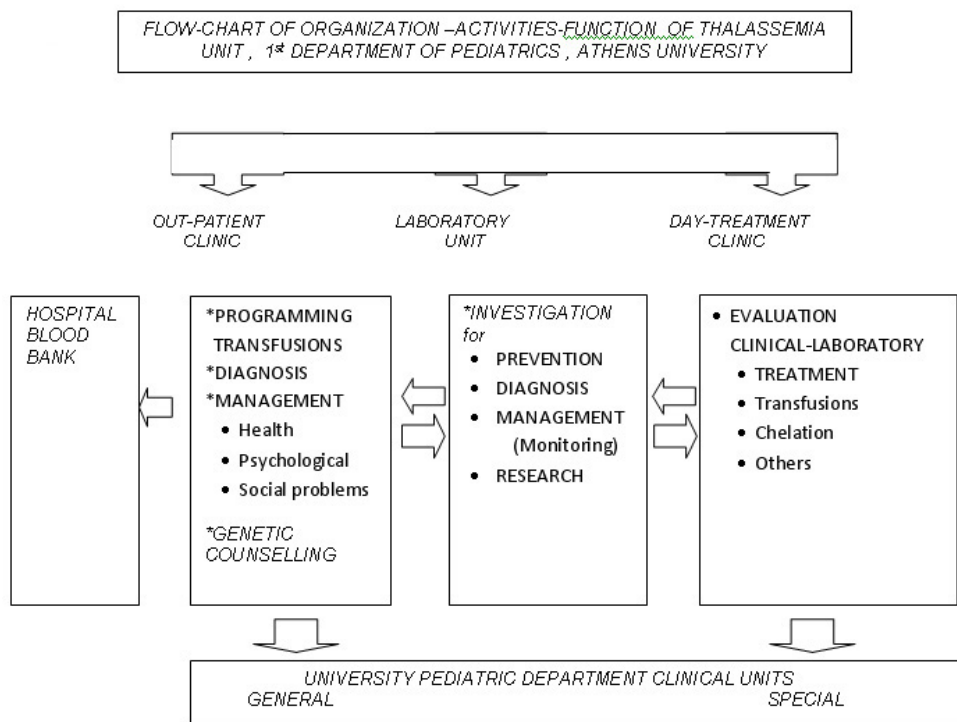 FLOW-CHART OF ORGANIZATION –ACTIVITIES-FUNCTION OF THALASSEMIA
UNIT , 1st DEPARTMENT OF PEDIATRICS , ATHENS UNIVERSITY
OUT-PATIENT
CLINIC
LABORATORY
UNIT
DAY-TREATMENT
CLINIC
HOSPITAL
BLOOD
BANK
*PROGRAMMING
TRANSFUSIONS
*DIAGNOSIS
*MANAGEMENT
• Health
• Psychological
• Social problems
*GENETIC
COUNSELLING
*INVESTIGATION
for
• PREVENTION
• DIAGNOSIS
• MANAGEMENT
(Monitoring)
• RESEARCH
• EVALUATION
CLINICAL-LABORATORY
• TREATMENT
• Transfusions
• Chelation
• Others
UNIVERSITY PEDIATRIC DEPARTMENT CLINICAL UNITS
GENERAL SPECIAL